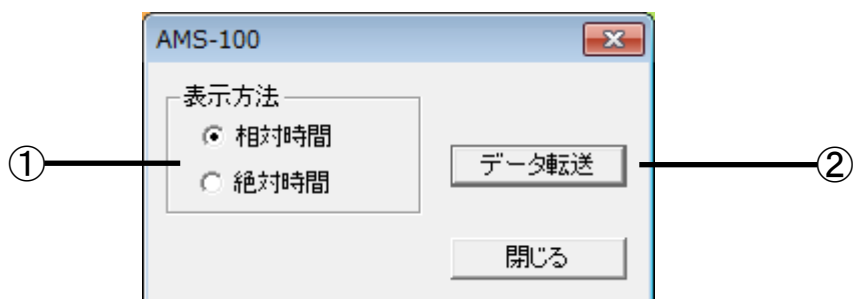 AMS-100
表示方法
相対時間
① データ転送 ②
絶対時間
閉じる